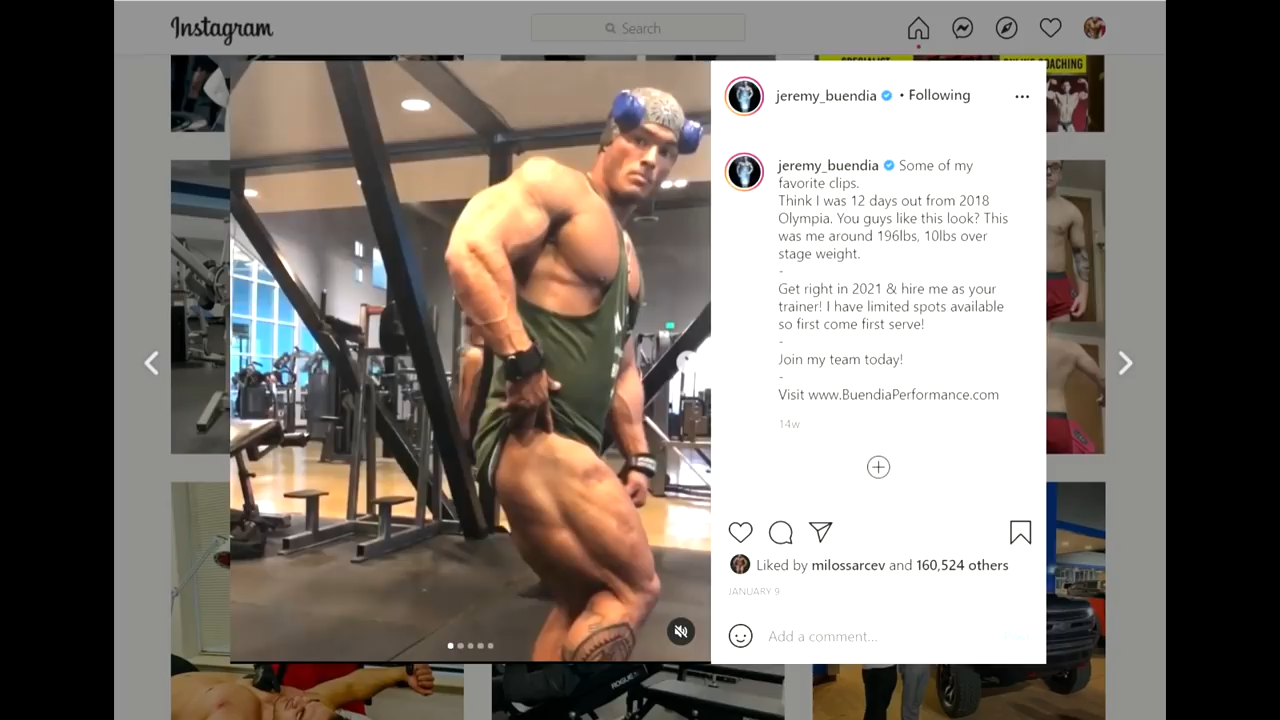 Instagram
Search
SPECIALIST
ONLINE COACHING
jeremy_buendia • Following
jeremy_buendia Some of my
favorite clips.
Think I was 12 days out from 2018
Olympia. You guys like this look? This
was me around 196lbs, 10lbs over
stage weight.
-
Get right in 2021 & hire me as your
trainer! I have limited spots available
so first come first serve!
-
Join my team today!
-
Visit www.BuendiaPerformance.com
14w
Liked by milossarcev and 160,524 others
JANUARY 9
Add a comment...
ROGUE